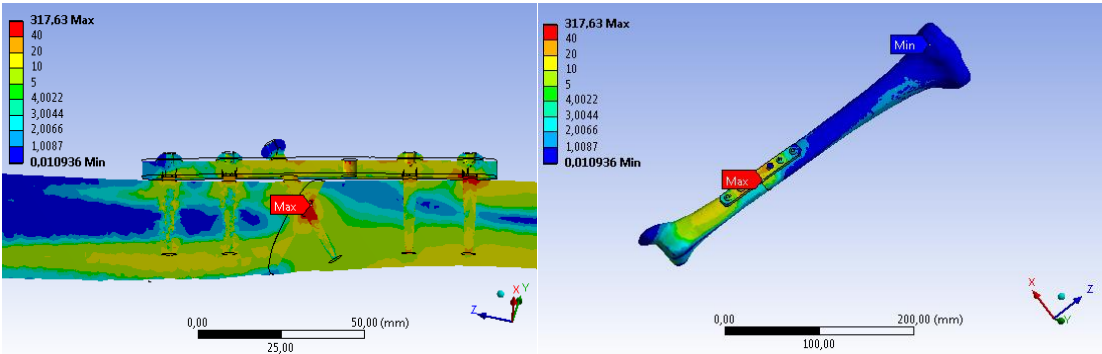 317,63 Max
40
20
10
5
4,0022
3,0044
2,0066
1,0087
0,010936 Min
Max
X Y
Z
0,00 50,00 (mm)
25,00
317,63 Max
40
20
10
5
4,0022
3,0044
2,0066
1,0087
0,010936 Min
Min
Max
X Z
Y
0,00 200,00 (mm)
100,00